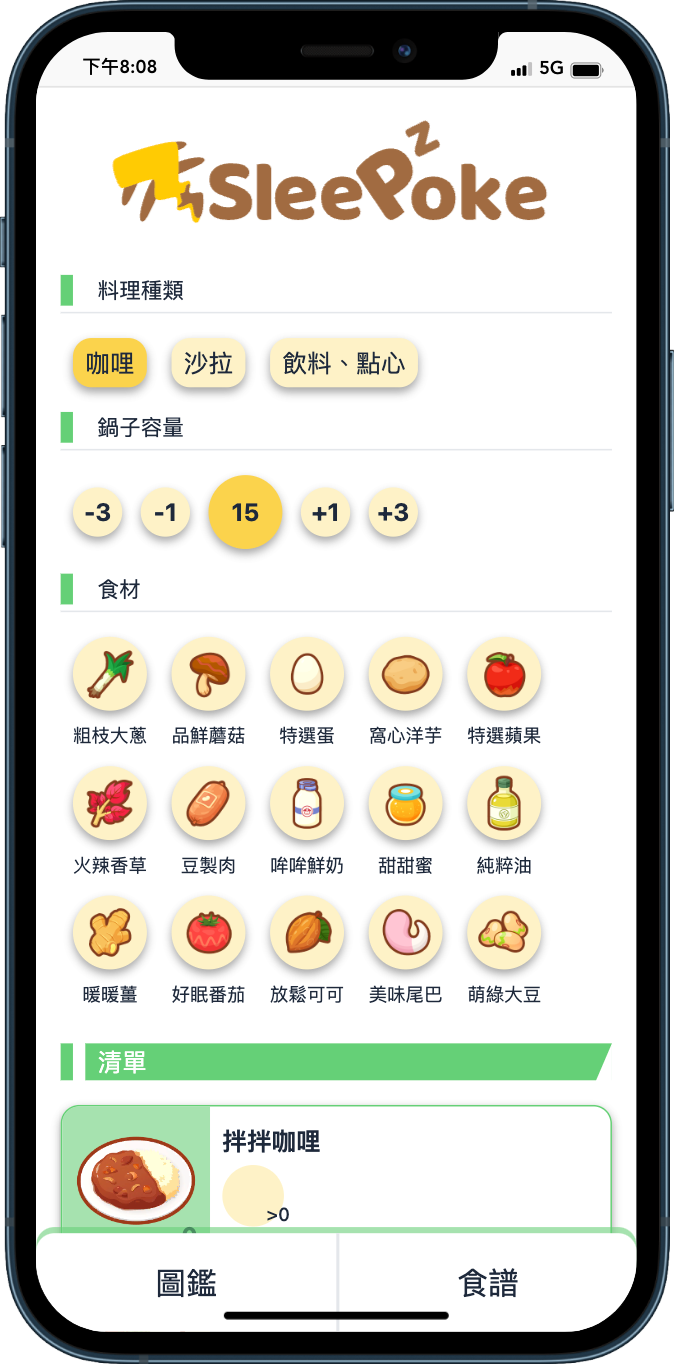 下午8:08 5G
SleePoke
z
料理種類
咖哩 沙拉 飲料、點心
鍋子容量
-3 -1 15 +1 +3
食材
粗枝大蔥 品鮮蘑菇 特選蛋 窩心洋芋 特選蘋果
火辣香草 豆製肉 哞哞鮮奶 甜甜蜜 純粹油
暖暖薑 好眠番茄 放鬆可可 美味尾巴 萌綠大豆
清單
拌拌咖哩
>0
圖鑑 食譜